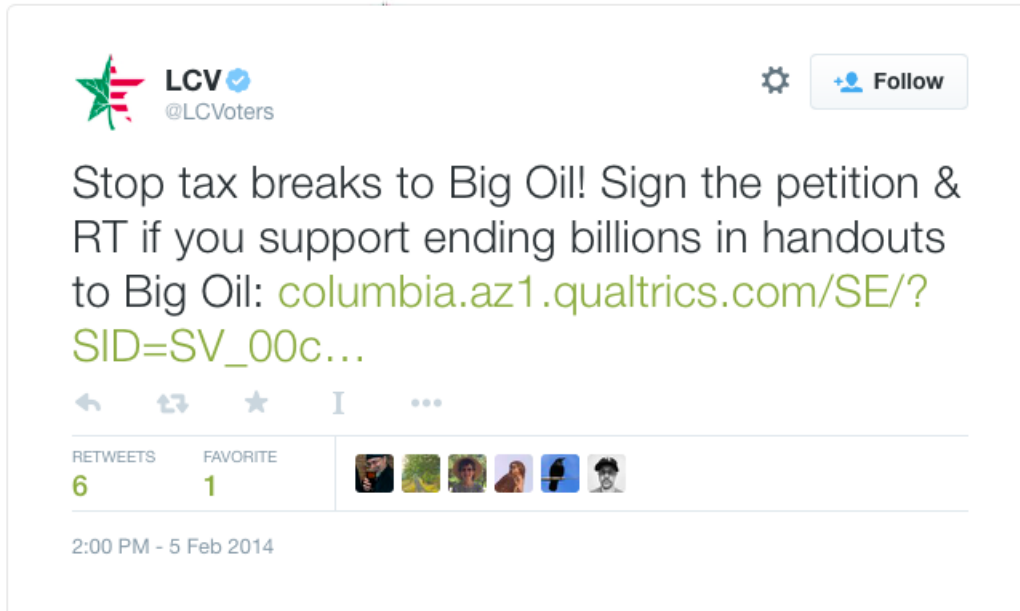 LCV
@LCVoters
Follow
Stop tax breaks to Big Oil! Sign the petition &
RT if you support ending billions in handouts
to Big Oil: columbia.az1.qualtrics.com/SE/?
SID=SV_00c...
RETWEETS FAVORITE
6 1
2:00 PM - 5 Feb 2014